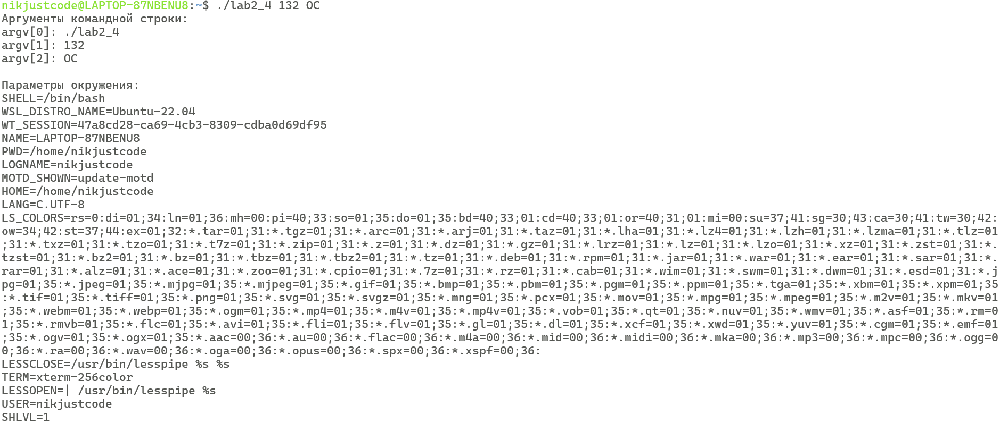 nikjustcode@LAPTOP-87NBENU8:~$ ./lab2_4 132 ОС
Аргументы командной строки:
argv[0]: ./lab2_4
argv[1]: 132
argv[2]: ОС
Параметры окружения:
SHELL=/bin/bash
WSL_DISTRO_NAME=Ubuntu-22.04
WT_SESSION=47a8cd28-ca69-4cb3-8309-cdba0d69df95
NAME=LAPTOP-87NBENU8
PWD=/home/nikjustcode
LOGNAME=nikjustcode
MOTD_SHOWN=update-motd
HOME=/home/nikjustcode
LANG=C.UTF-8
LS_COLORS=rs=0:di=01;34:ln=01;36:mh=00:pi=40;33:so=01;35:do=01;35:bd=40;33;01:cd=40;33;01:or=40;31;01:mi=00:su=37;41:sg=30;43:ca=30;41:tw=30;42:
ow=34;42:st=37;44:ex=01;32:*.tar=01;31:*.tgz=01;31:*.arc=01;31:*.arj=01;31:*.taz=01;31:*.lha=01;31:*.lz4=01;31:*.lzh=01;31:*.lzma=01;31:*.tlz=01
;31:*.txz=01;31:*.tzo=01;31:*.t7z=01;31:*.zip=01;31:*.z=01;31:*.dz=01;31:*.gz=01;31:*.lrz=01;31:*.lz=01;31:*.lzo=01;31:*.xz=01;31:*.zst=01;31:*.
tzst=01;31:*.bz2=01;31:*.bz=01;31:*.tbz=01;31:*.tbz2=01;31:*.tz=01;31:*.deb=01;31:*.rpm=01;31:*.jar=01;31:*.war=01;31:*.ear=01;31:*.sar=01;31:*.
rar=01;31:*.alz=01;31:*.ace=01;31:*.zoo=01;31:*.cpio=01;31:*.7z=01;31:*.rz=01;31:*.cab=01;31:*.wim=01;31:*.swm=01;31:*.dwm=01;31:*.esd=01;31:*.j
pg=01;35:*.jpeg=01;35:*.mjpg=01;35:*.mjpeg=01;35:*.gif=01;35:*.bmp=01;35:*.pbm=01;35:*.pgm=01;35:*.ppm=01;35:*.tga=01;35:*.xbm=01;35:*.xpm=01;35
:*.tif=01;35:*.tiff=01;35:*.png=01;35:*.svg=01;35:*.svgz=01;35:*.mng=01;35:*.pcx=01;35:*.mov=01;35:*.mpg=01;35:*.mpeg=01;35:*.m2v=01;35:*.mkv=01
;35:*.webm=01;35:*.webp=01;35:*.ogm=01;35:*.mp4=01;35:*.m4v=01;35:*.mp4v=01;35:*.vob=01;35:*.qt=01;35:*.nuv=01;35:*.wmv=01;35:*.asf=01;35:*.rm=0
1;35:*.rmvb=01;35:*.flc=01;35:*.avi=01;35:*.fli=01;35:*.flv=01;35:*.gl=01;35:*.dl=01;35:*.xcf=01;35:*.xwd=01;35:*.yuv=01;35:*.cgm=01;35:*.emf=01
;35:*.ogv=01;35:*.ogx=01;35:*.aac=00;36:*.au=00;36:*.flac=00;36:*.m4a=00;36:*.mid=00;36:*.midi=00;36:*.mka=00;36:*.mp3=00;36:*.mpc=00;36:*.ogg=0
0;36:*.ra=00;36:*.wav=00;36:*.oga=00;36:*.opus=00;36:*.spx=00;36:*.xspf=00;36:
LESSCLOSE=/usr/bin/lesspipe %s %s
TERM=xterm-256color
LESSOPEN=| /usr/bin/lesspipe %s
USER=nikjustcode
SHLVL=1